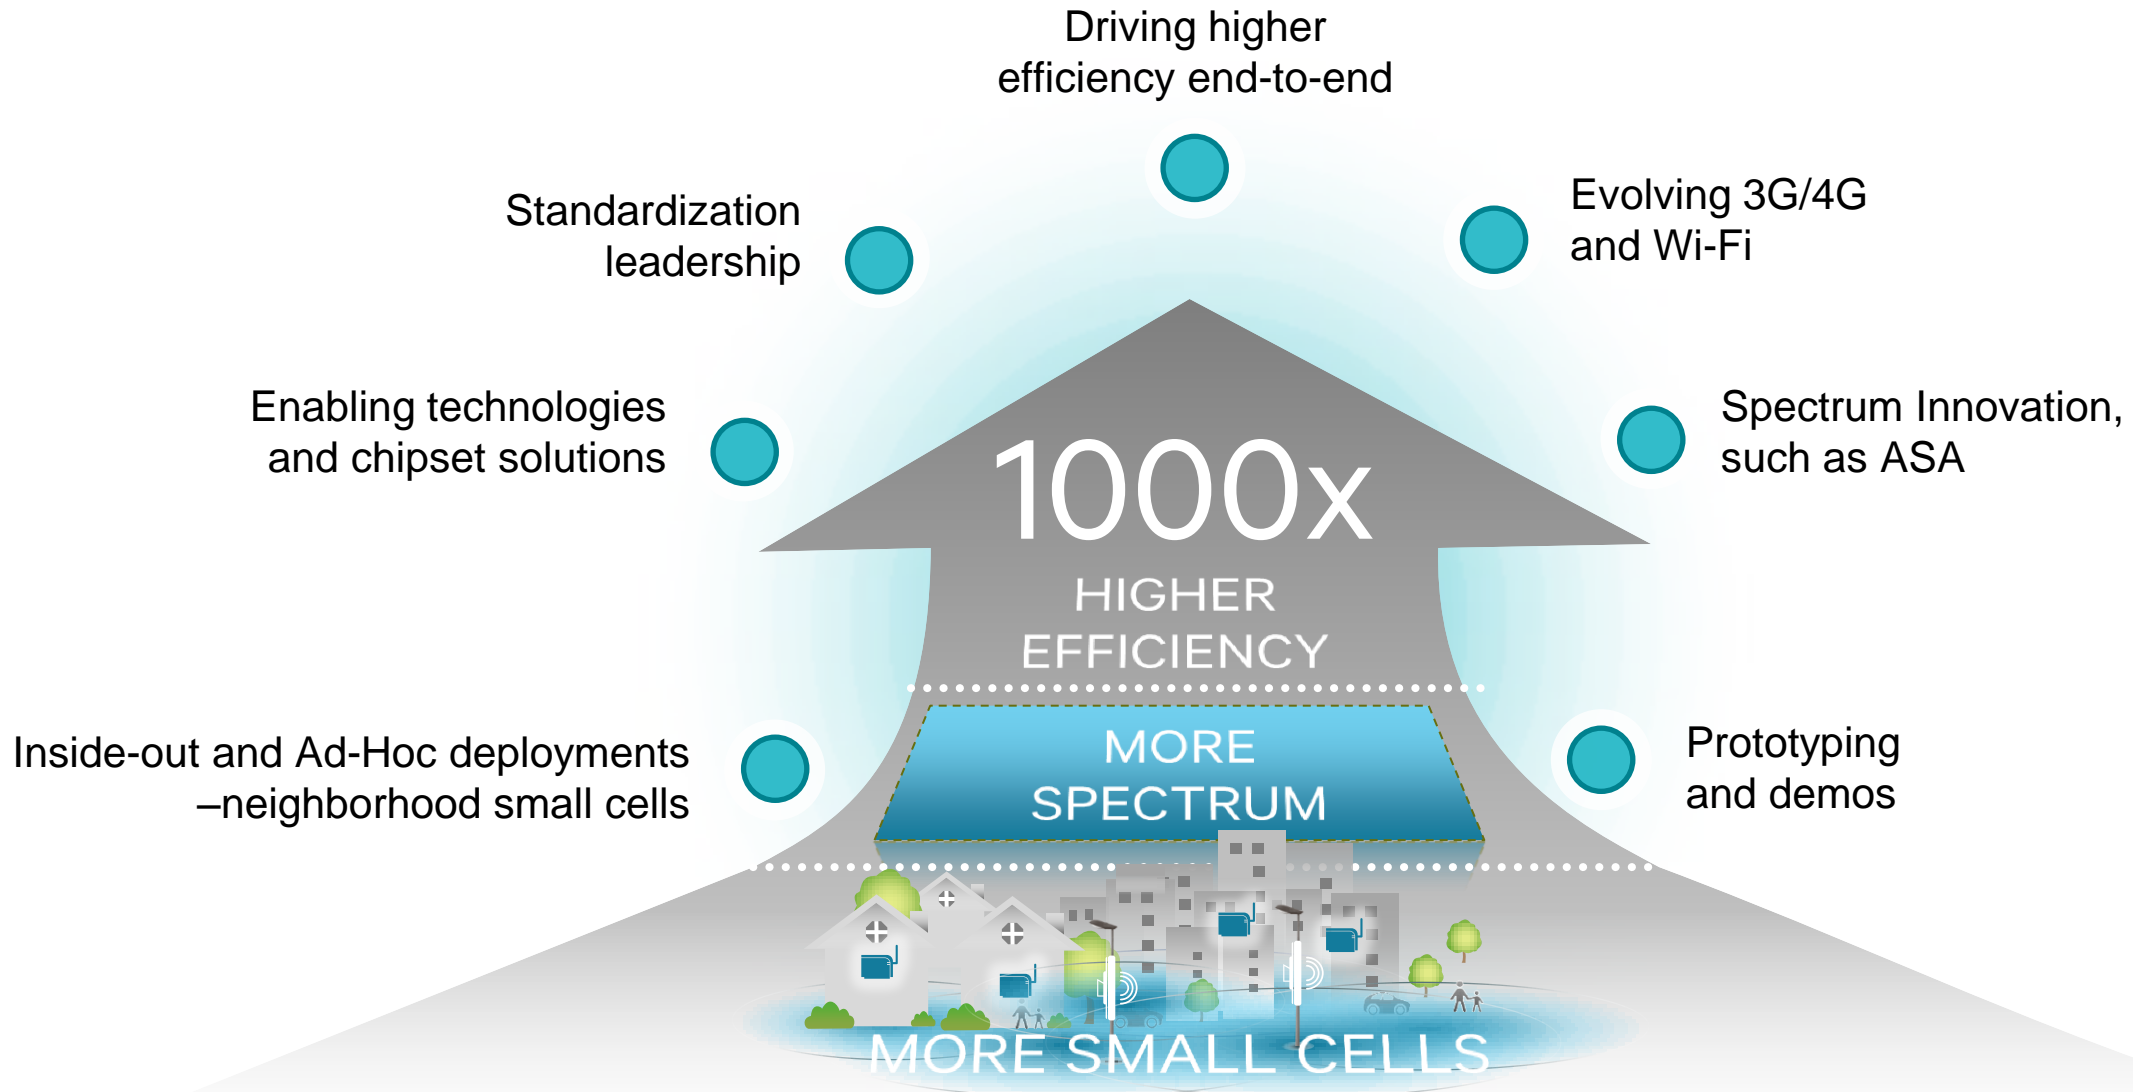 Driving higher
efficiency end-to-end
Standardization
leadership
Evolving 3G/4G
and Wi-Fi
Enabling technologies
and chipset solutions
Spectrum Innovation,
such as ASA
1000x
HIGHER
EFFICIENCY
Inside-out and Ad-Hoc deployments
–neighborhood small cells
MORE
SPECTRUM
Prototyping
and demos
MORE SMALL CELLS